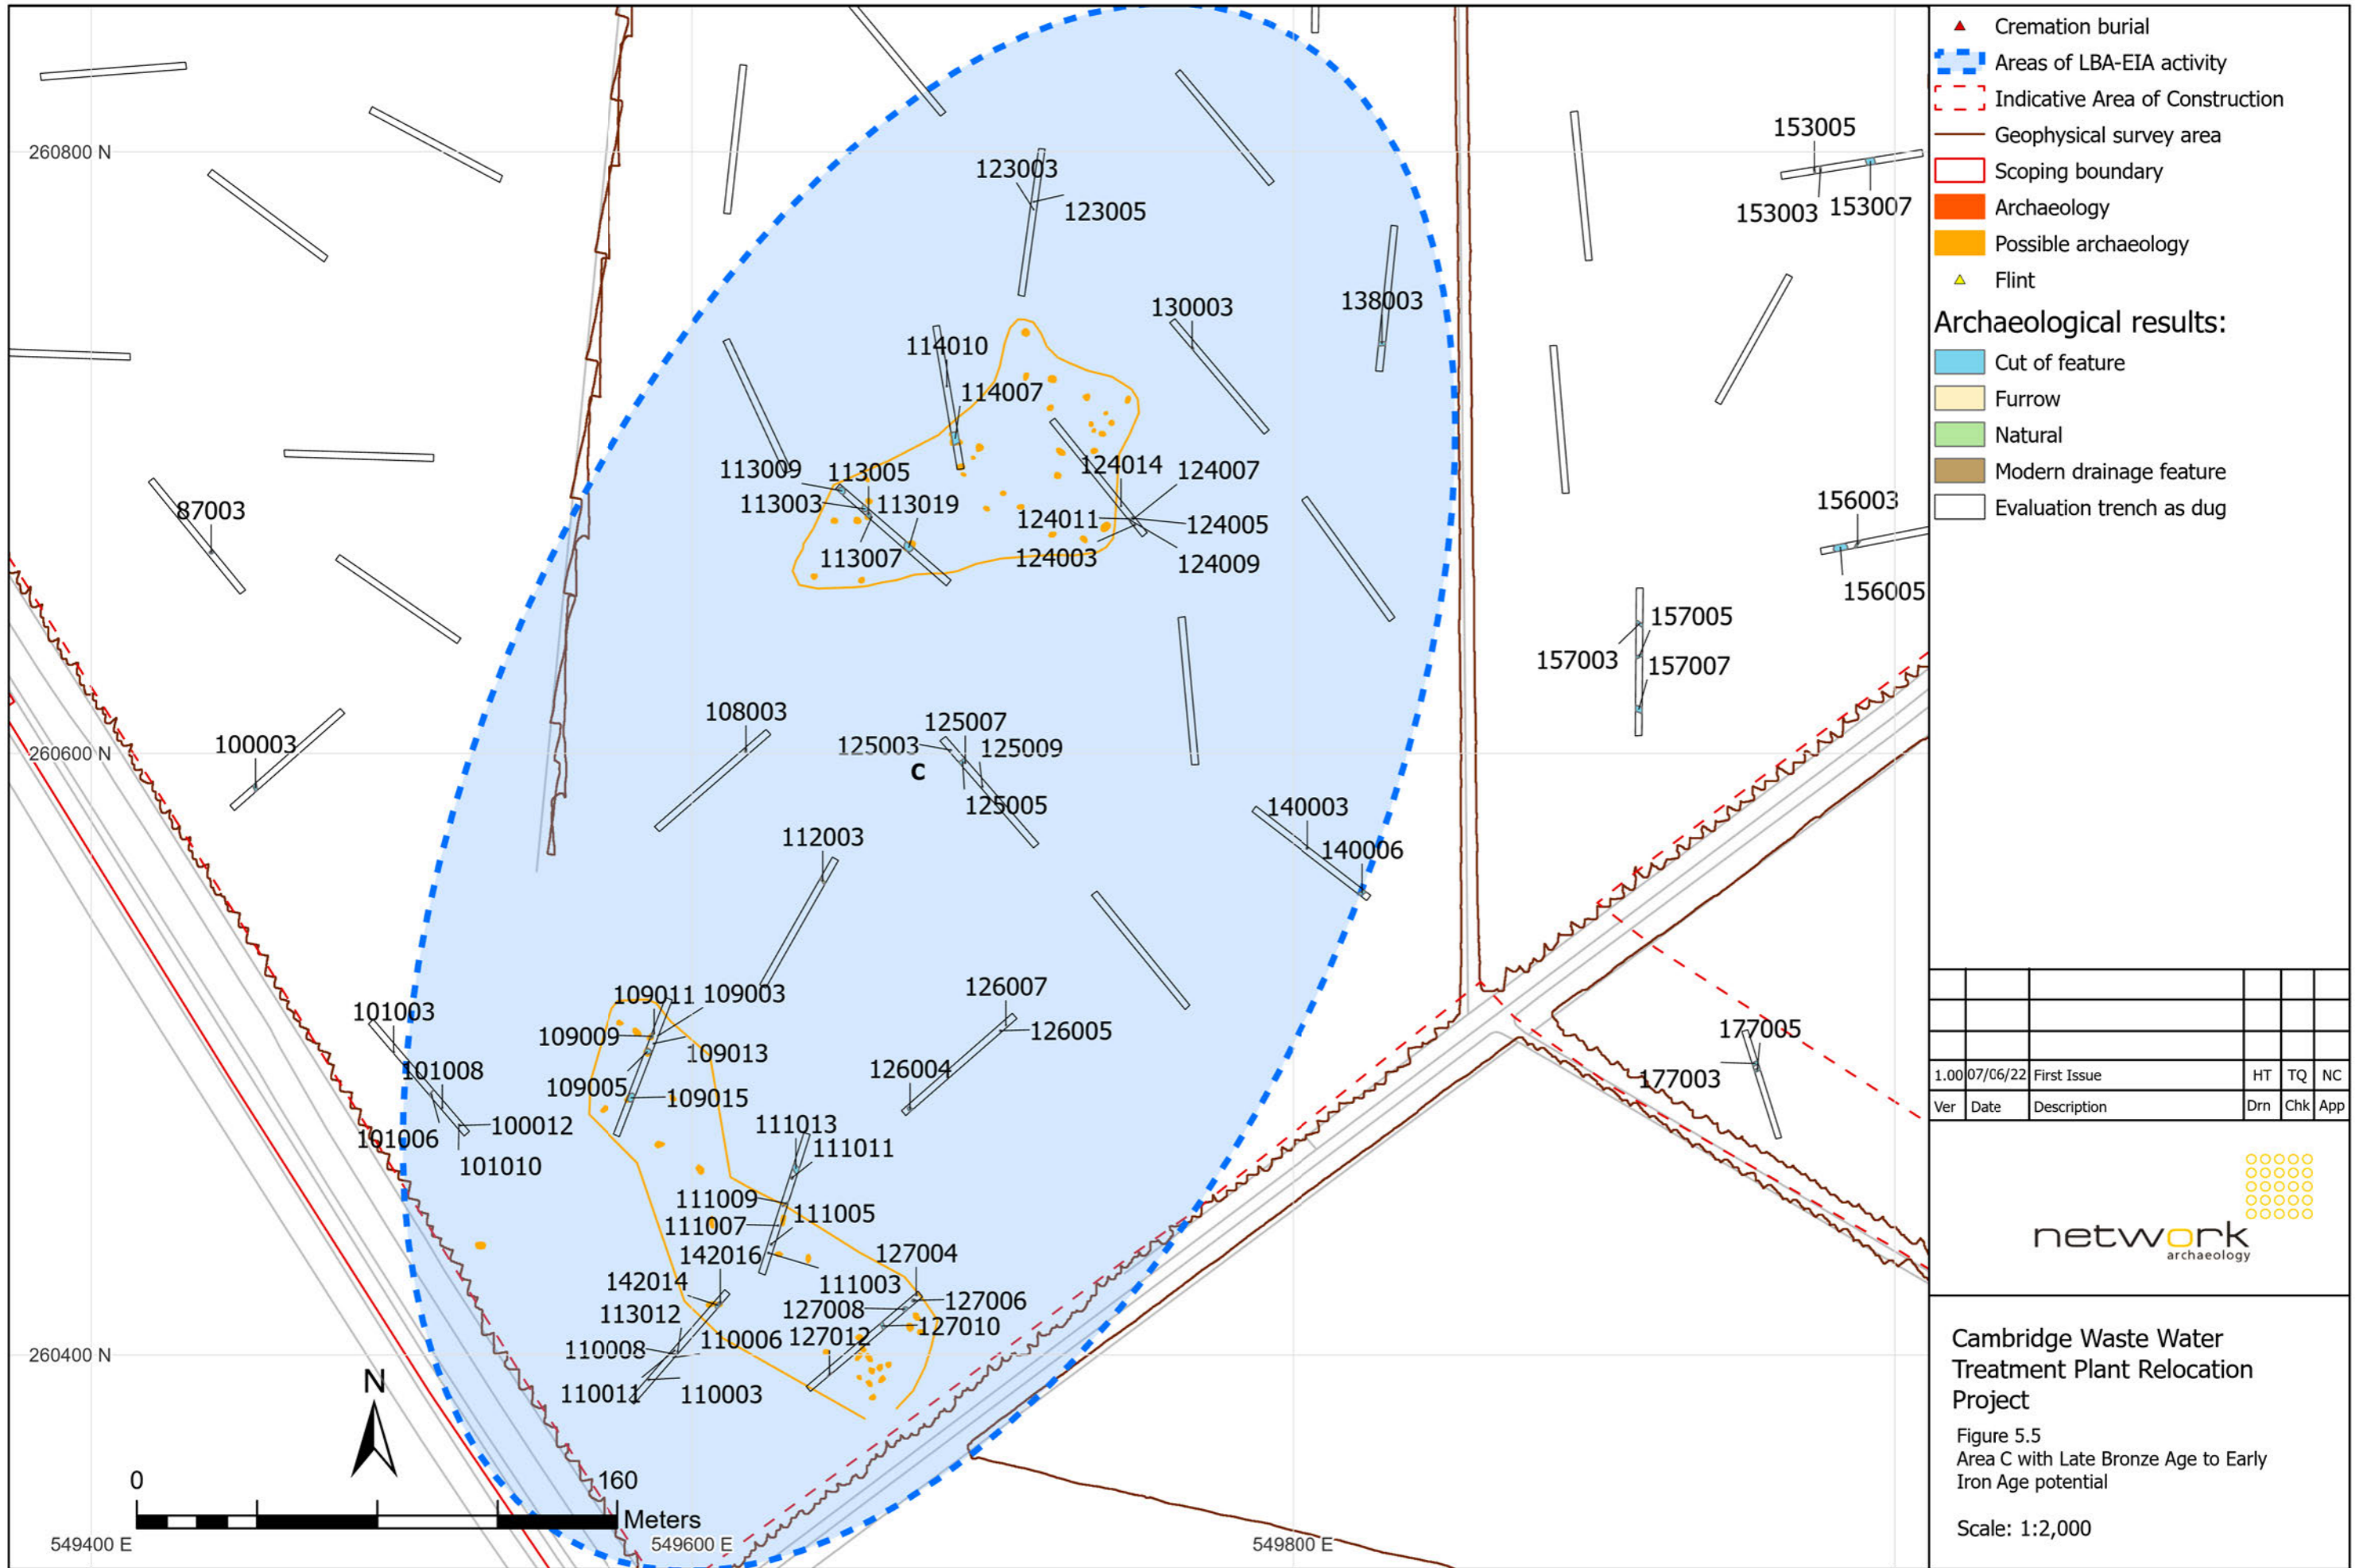 260800 N
260600 N
260400 N
549400 E
549600 E
549800 E
123003
123005
153005
153003
153007
138003
130003
114010
114007
113009
113005
113003
113019
113007
124014
124007
124011
124005
124003
124009
87003
156003
156005
157005
157003
157007
100003
108003
125007
125003
125009
C
125005
112003
140003
140006
101003
101008
101006
100012
101010
109011
109003
109009
109013
109005
109015
126007
126005
126004
177005
177003
111013
111011
111009
111007
111005
142016
111003
127004
142014
127008
127006
113012
127010
110006
127012
110008
110011
110003
N
0
160
Meters
Cremation burial
Areas of LBA-EIA activity
Indicative Area of Construction
Geophysical survey area
Scoping boundary
Archaeology
Possible archaeology
Flint
Archaeological results:
Cut of feature
Furrow
Natural
Modern drainage feature
Evaluation trench as dug
1.00 07/06/22 First Issue HT TQ NC
Ver Date Description Drn Chk App
network
archaeology
Cambridge Waste Water
Treatment Plant Relocation
Project
Figure 5.5
Area C with Late Bronze Age to Early
Iron Age potential
Scale: 1:2,000